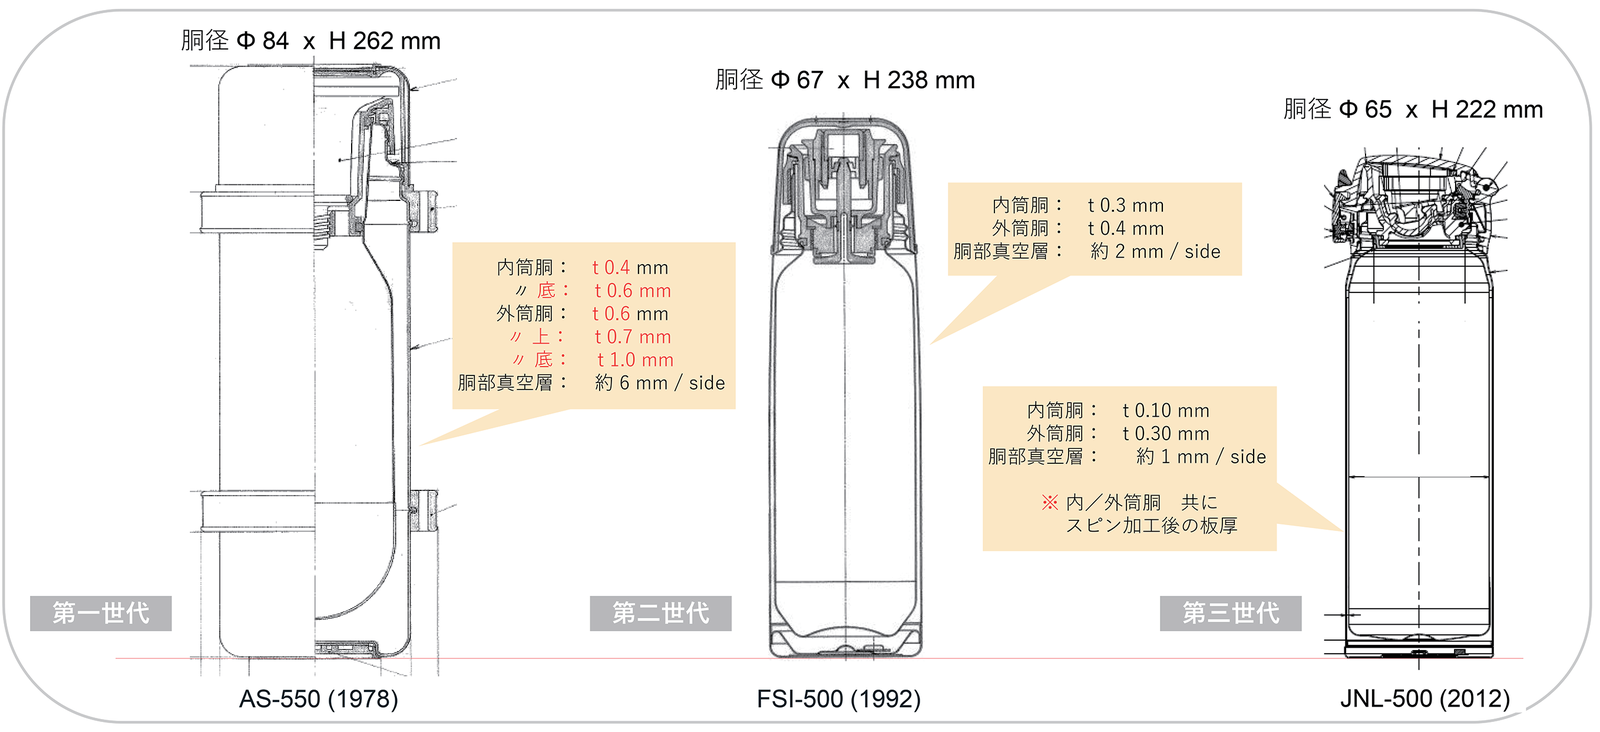 胴径 Φ 84 x H 262 mm
内筒胴： t 0.4 mm
〃 底： t 0.6 mm
外筒胴： t 0.6 mm
〃 上： t 0.7 mm
〃 底： t 1.0 mm
胴部真空層： 約 6 mm / side
第一世代
AS-550 (1978)
胴径 Φ 67 x H 238 mm
内筒胴： t 0.3 mm
外筒胴： t 0.4 mm
胴部真空層： 約 2 mm / side
第二世代
FSI-500 (1992)
胴径 Φ 65 x H 222 mm
内筒胴： t 0.10 mm
外筒胴： t 0.30 mm
胴部真空層： 約 1 mm / side
※ 内／外筒胴 共に
スピン加工後の板厚
第三世代
JNL-500 (2012)